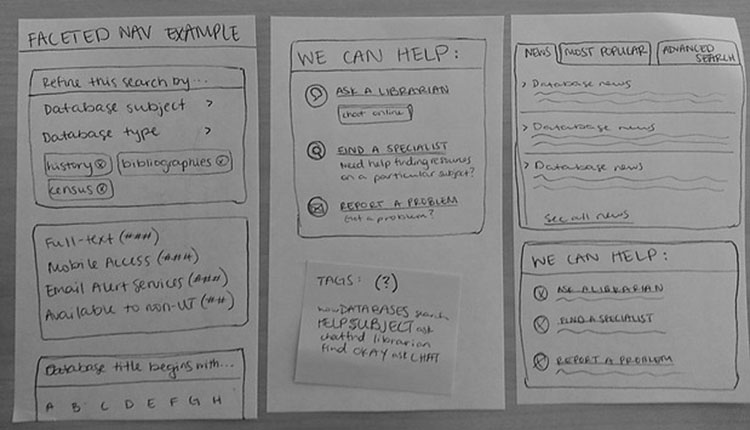 FACETED NAV EXAMPLE
Refine this search by...
Database subject >
Database type >
history ⓧ bibliographies ⓧ
census ⓧ
Full-text (###)
Mobile Access (###)
Email Alert Services (###)
Available to non-UT (##)
Database title begins with...
A B C D E F G H
WE CAN HELP:
ASK A LIBRARIAN
chat online
FIND A SPECIALIST
Need help finding resources
on a particular subject?
REPORT A PROBLEM
Got a problem?
TAGS: (?)
DATABASES search
HELP SUBJECT ask
chat find librarian
find OKAY ask CHAT
NEWS MOST POPULAR ADVANCED
SEARCH
> Database news
> Database news
> Database news
See all news
WE CAN HELP:
ASK A LIBRARIAN
FIND A SPECIALIST
REPORT A PROBLEM